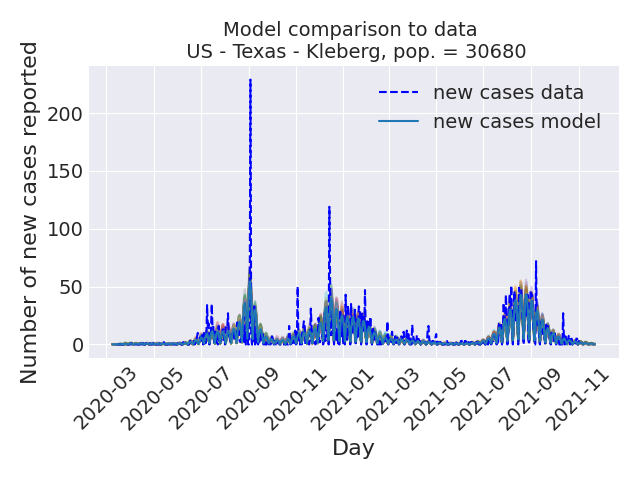 Model comparison to data
US - Texas - Kleberg, pop. = 30680
Number of new cases reported
200
150
100
50
0
new cases data
new cases model
2020-03
2020-05
2020-07
2020-09
2020-11
2021-01
2021-03
2021-05
2021-07
2021-09
2021-11
Day